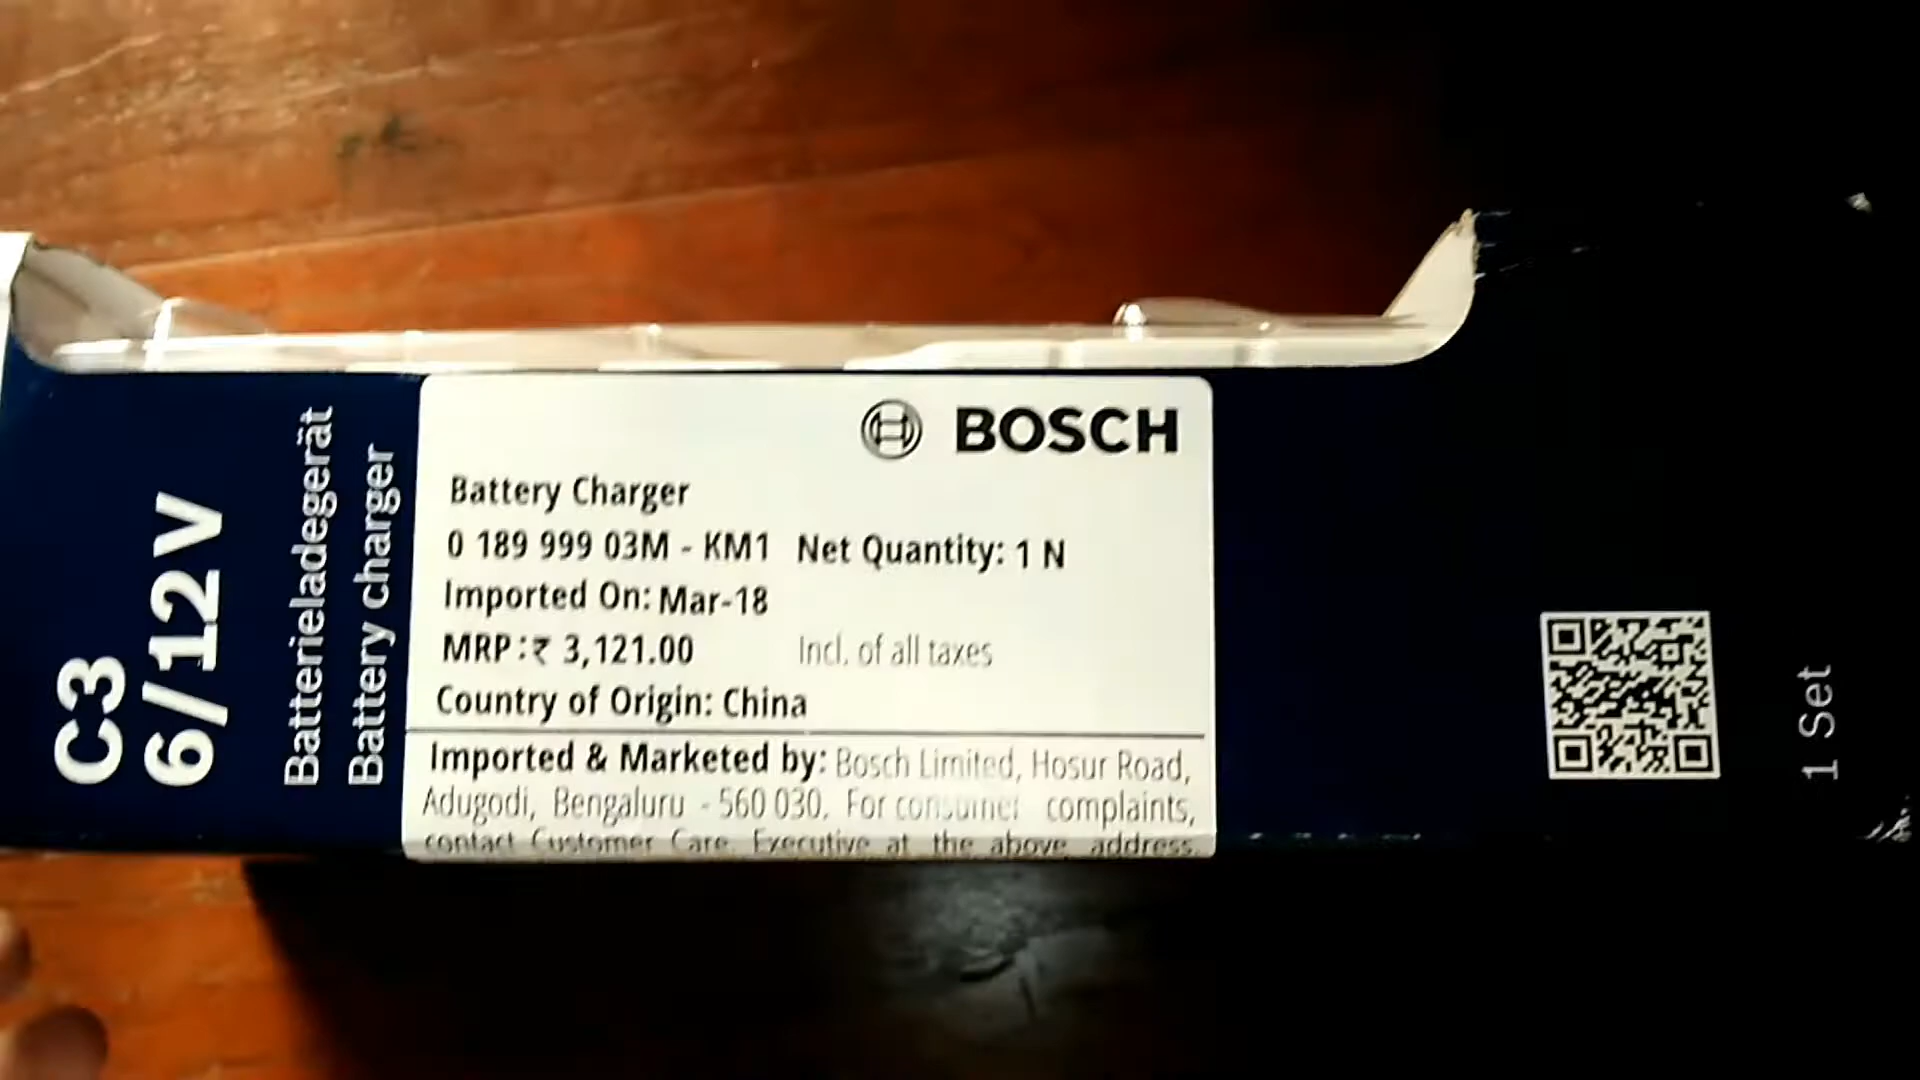 C3
6/12 V
Batterieladegerät
Battery charger
BOSCH
Battery Charger
0 189 999 03M - KM1 Net Quantity: 1 N
Imported On: Mar-18
MRP:₹ 3,121.00 Incl. of all taxes
Country of Origin: China
Imported & Marketed by: Bosch Limited, Hosur Road,
Adugodi, Bengaluru - 560 030. For consumer complaints,
contact Customer Care. Executive at the above address.
1 Set